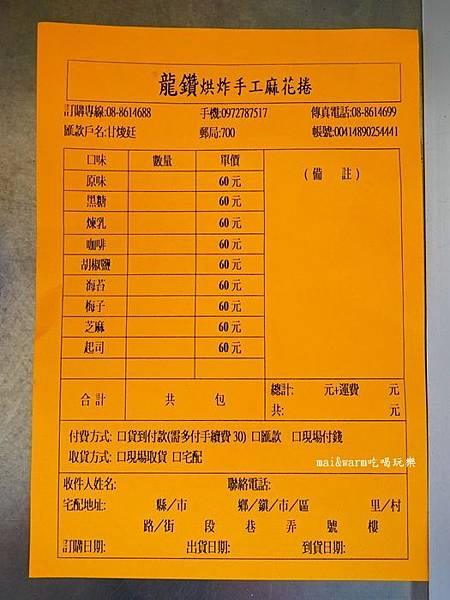 龍鑽烘炸手工麻花捲
訂購專線:08-8614688 手機:0972787517 傳真電話:08-8614699
匯款戶名:甘焌廷 郵局:700 帳號:00414890254441
口味 數量 單價 (備 註)
原味 60元
黑糖 60元
煉乳 60元
咖啡 60元
胡椒鹽 60元
海苔 60元
梅子 60元
芝麻 60元
起司 60元
合計 共 包 總計: 元+運費 元
共: 元
付費方式: 口貨到付款(需多付手續費30) 口匯款 口現場付錢
收貨方式: 口現場取貨 口宅配
mai&warm吃喝玩樂
收件人姓名: 聯絡電話:
宅配地址: 縣/市 鄉/鎮/市/區 里/村
路/街 段 巷 弄 號 樓
訂購日期: 出貨日期: 到貨日期: